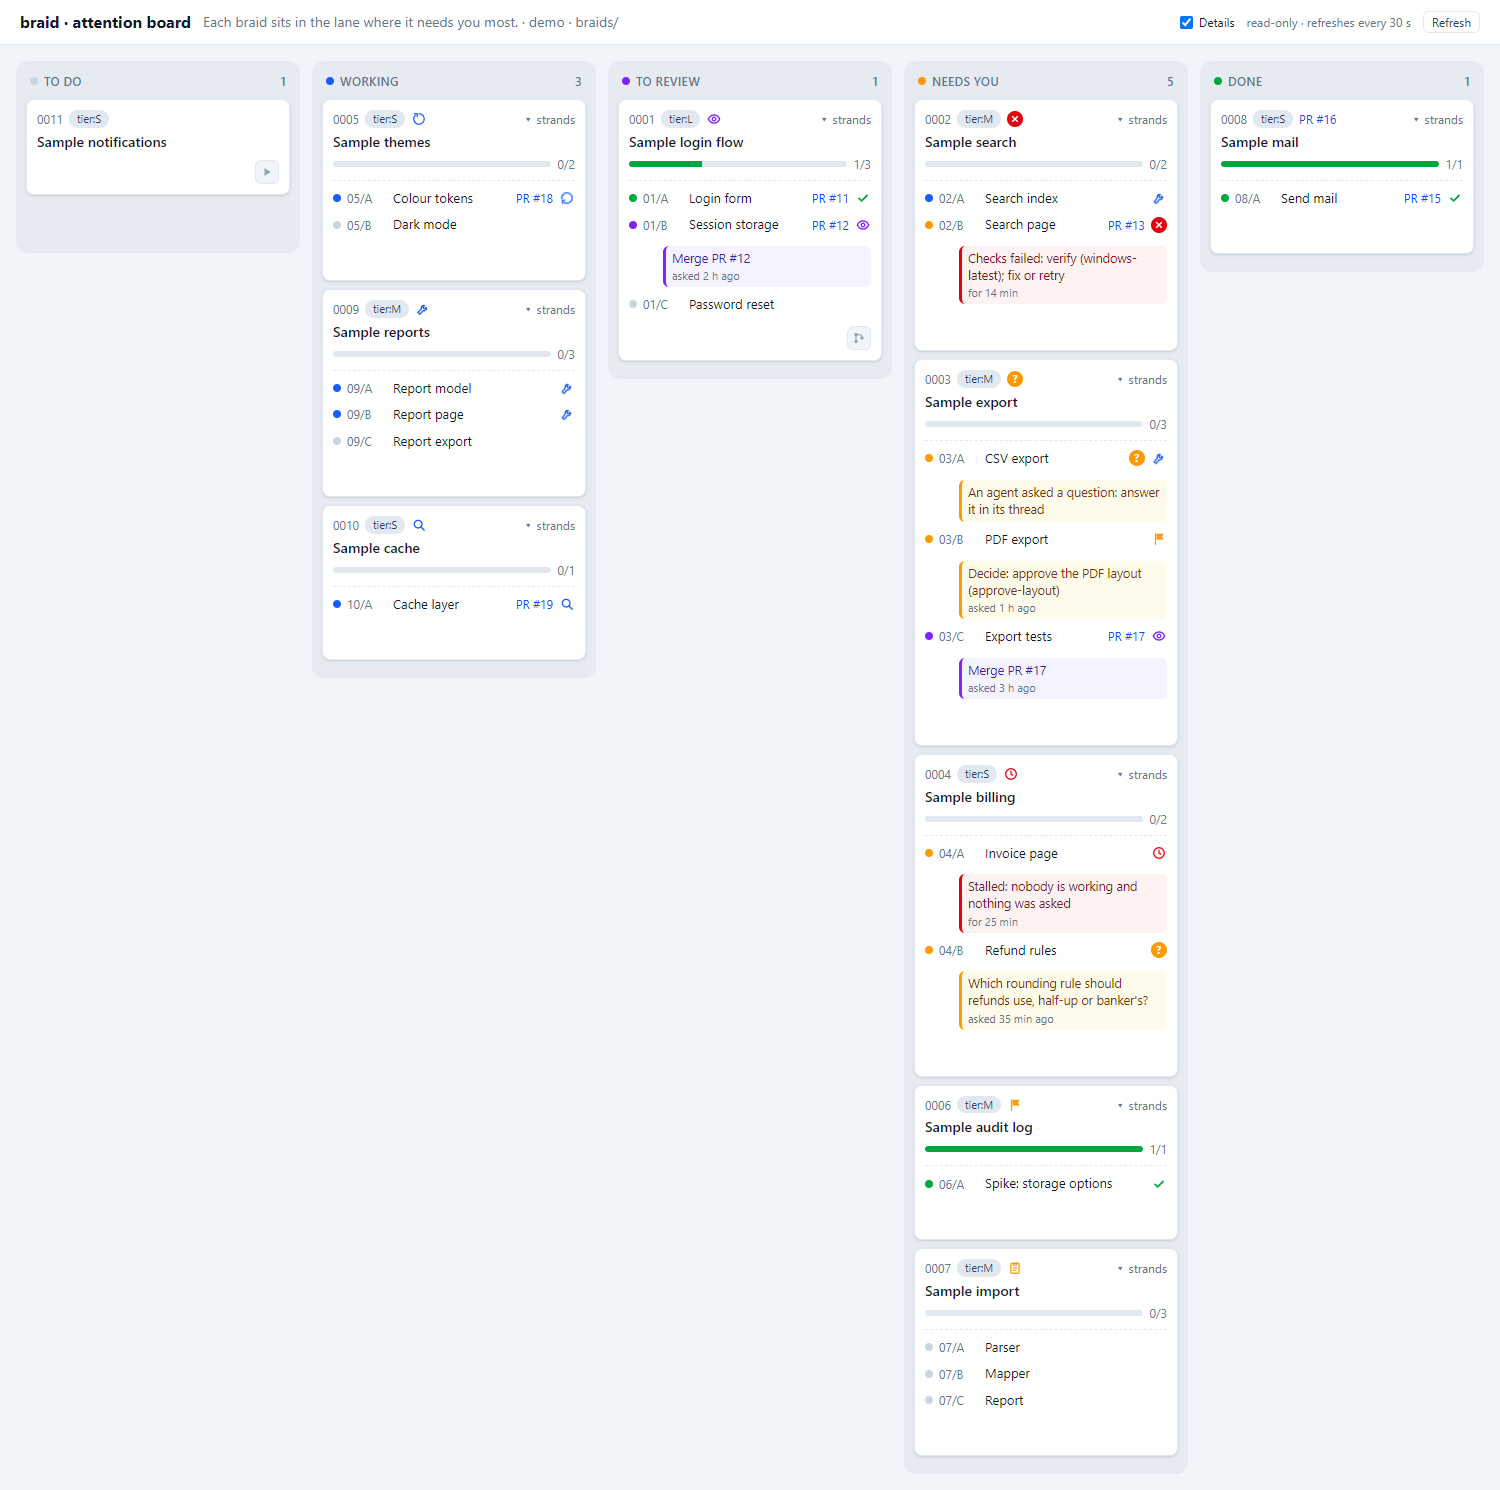 braid · attention board
Each braid sits in the lane where it needs you most. · demo · braids/
Details
read-only · refreshes every 30 s
Refresh
TO DO 1
0011 tier:S
Sample notifications
WORKING 3
0005 tier:S ▾ strands
Sample themes
0/2
05/A Colour tokens PR #18
05/B Dark mode
0009 tier:M ▾ strands
Sample reports
0/3
09/A Report model
09/B Report page
09/C Report export
0010 tier:S ▾ strands
Sample cache
0/1
10/A Cache layer PR #19
TO REVIEW 1
0001 tier:L ▾ strands
Sample login flow
1/3
01/A Login form PR #11
01/B Session storage PR #12
Merge PR #12
asked 2 h ago
01/C Password reset
NEEDS YOU 5
0002 tier:M ▾ strands
Sample search
0/2
02/A Search index
02/B Search page PR #13
Checks failed: verify (windows-
latest); fix or retry
for 14 min
0003 tier:M ? ▾ strands
Sample export
0/3
03/A CSV export ?
An agent asked a question: answer
it in its thread
03/B PDF export
Decide: approve the PDF layout
(approve-layout)
asked 1 h ago
03/C Export tests PR #17
Merge PR #17
asked 3 h ago
0004 tier:S ▾ strands
Sample billing
0/2
04/A Invoice page
Stalled: nobody is working and
nothing was asked
for 25 min
04/B Refund rules ?
Which rounding rule should
refunds use, half-up or banker's?
asked 35 min ago
0006 tier:M ▾ strands
Sample audit log
1/1
06/A Spike: storage options
0007 tier:M ▾ strands
Sample import
0/3
07/A Parser
07/B Mapper
07/C Report
DONE 1
0008 tier:S PR #16 ▾ strands
Sample mail
1/1
08/A Send mail PR #15